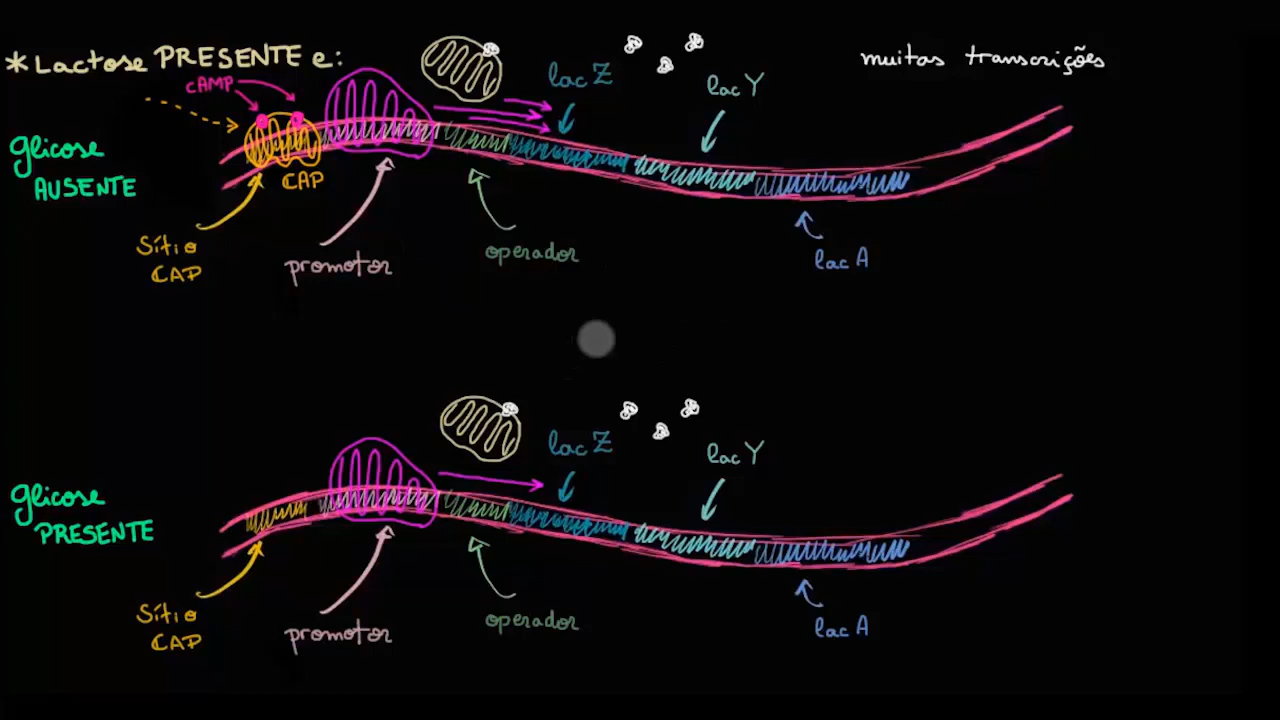 *Lactose PRESENTE e:
muitas transcrições
cAMP
lac Z
lac Y
glicose
AUSENTE
CAP
Sítio
CAP
promotor
operador
lac A
lac Z
lac Y
glicose
PRESENTE
Sítio
CAP
promotor
operador
lac A